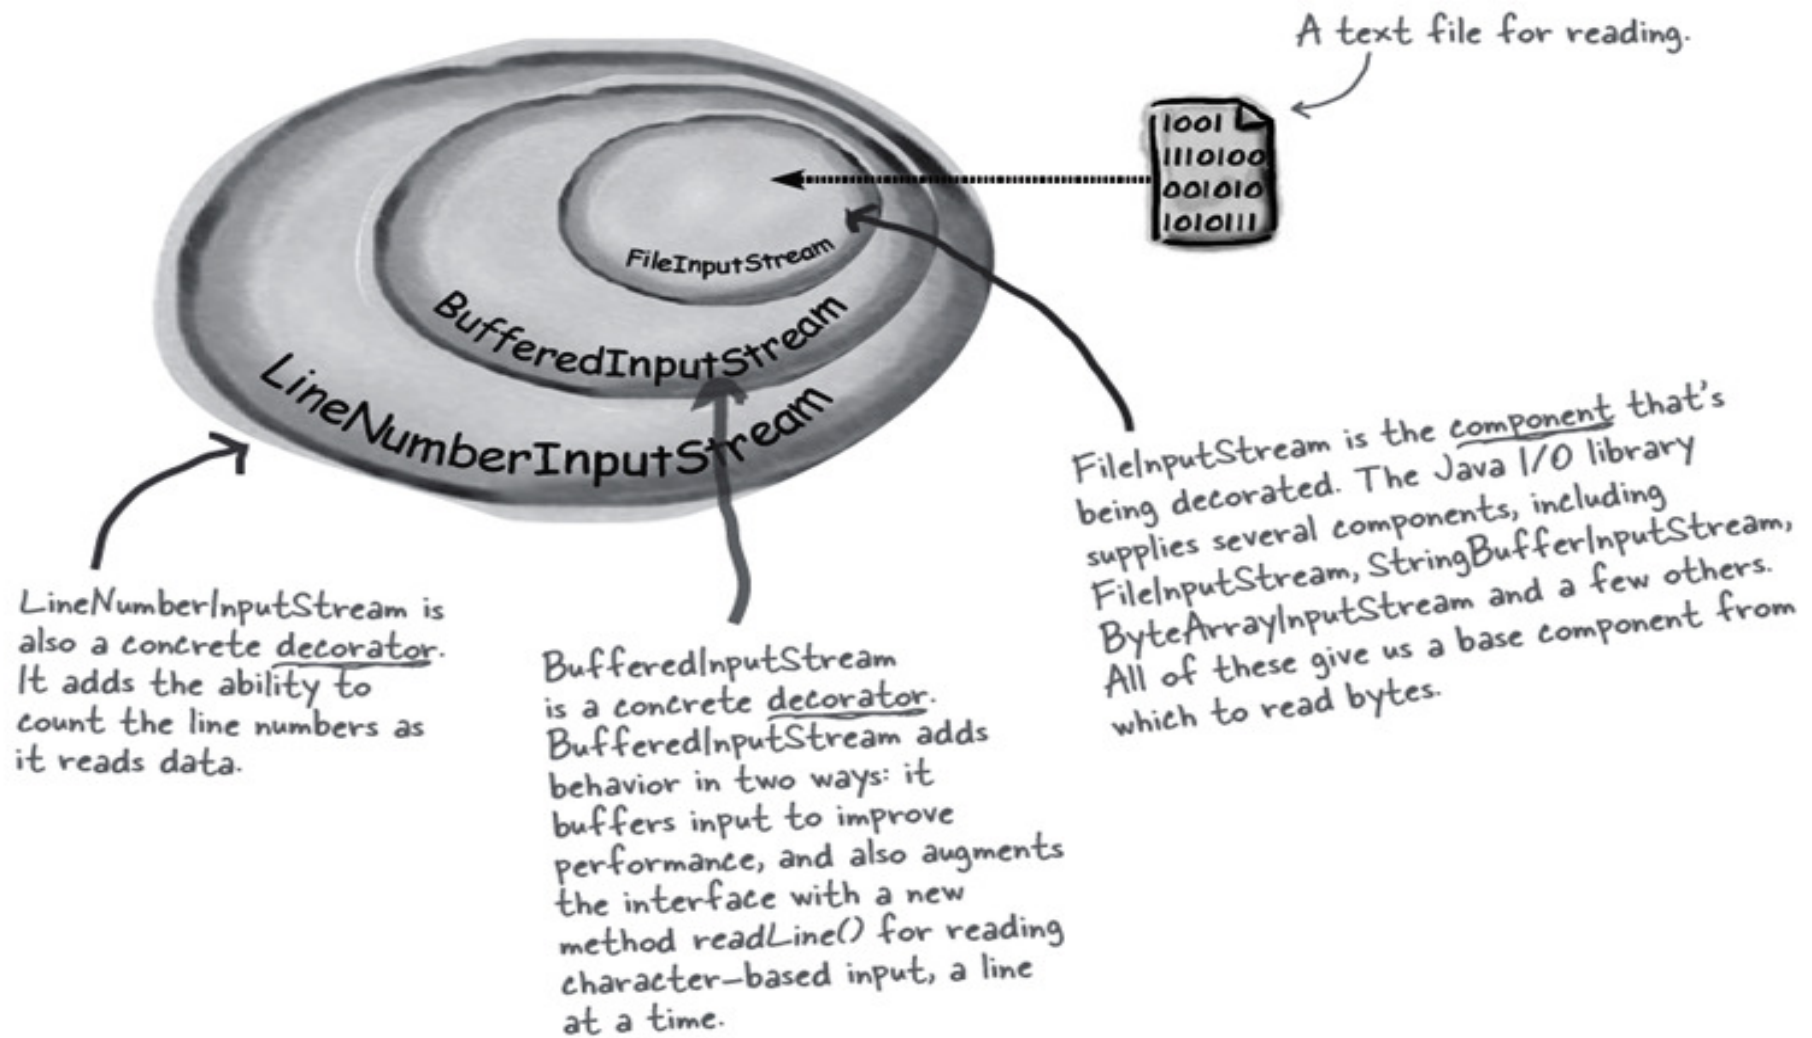 A text file for reading.
1001
1110100
001010
1010111
FileInputStream
BufferedInputStream
LineNumberInputStream
FileInputStream is the component that's
being decorated. The Java I/O library
supplies several components, including
FileInputStream, StringBufferInputStream,
ByteArrayInputStream and a few others.
All of these give us a base component from
which to read bytes.
LineNumberInputStream is
also a concrete decorator.
It adds the ability to
count the line numbers as
it reads data.
BufferedInputStream
is a concrete decorator.
BufferedInputStream adds
behavior in two ways: it
buffers input to improve
performance, and also augments
the interface with a new
method readLine() for reading
character-based input, a line
at a time.